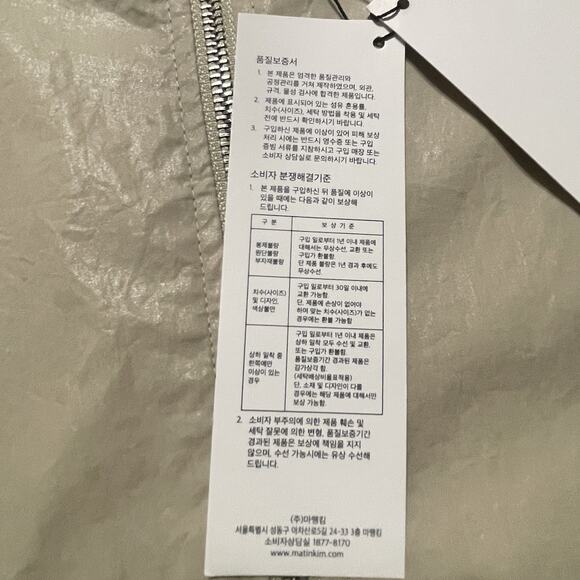 품질보증서
1. 본 제품은 엄격한 품질관리와
공정관리를 거쳐 제작하였으며, 외관,
규격, 물성 검사에 합격한 제품입니다.
2. 제품에 표시되어 있는 섬유 혼용률,
치수(사이즈), 세탁 방법을 착용 및 세탁
전에 반드시 확인하시기 바랍니다.
3. 구입하신 제품에 이상이 있어 피해 보상
처리 시에는 반드시 영수증 또는 구입
증빙 서류를 지참하시고 구입 매장 또는
소비자 상담실로 문의하시기 바랍니다.
소비자 분쟁해결기준
1. 본 제품을 구입하신 뒤 품질에 이상이
있을 때에는 다음과 같이 보상해
드립니다.
구 분
보 상 기 준
봉제불량
원단불량
부자재불량
구입 일로부터 1년 이내 제품에
대해서는 무상수선, 교환 또는
구입가 환불함.
단 제품 불량은 1년 경과 후에도
무상수선
치수(사이즈)
및 디자인,
색상불만
구입 일로부터 30일 이내에
교환 가능함.
단, 제품에 손상이 없어야
하며 맞는 치수(사이즈)가 없는
경우에는 환불 가능함
상하 일착 중
한쪽에만
이상이 있는
경우
구입 일로부터 1년 이내 제품은
상하 일착 모두 수선 및 교환,
또는 구입가 환불함.
품질보증기간 경과된 제품은
감가상각 함.
(세탁배상비율표적용)
단, 소재 및 디자인이 다를
경우에는 해당 제품에 대해서만
보상 가능함.
2. 소비자 부주의에 의한 제품 훼손 및
세탁 잘못에 의한 변형, 품질보증기간
경과된 제품은 보상에 책임을 지지
않으며, 수선 가능시에는 유상 수선해
드립니다.
(주)마뗑킴
서울특별시 성동구 아차산로5길 24-33 3층 마뗑킴
소비자상담실 1877-8170
www.matinkim.com